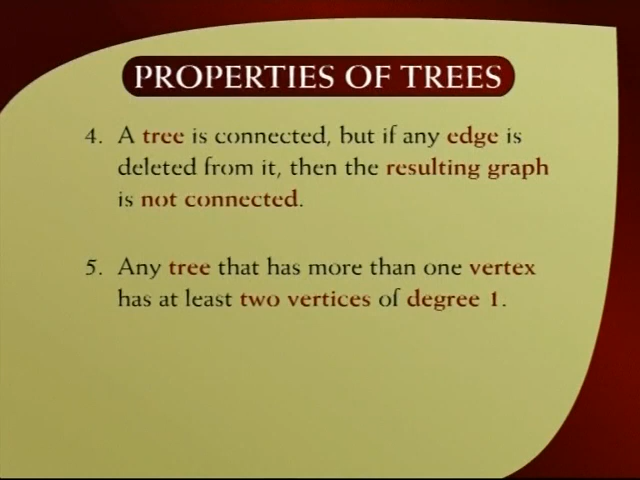 PROPERTIES OF TREES
4. A tree is connected, but if any edge is
deleted from it, then the resulting graph
is not connected.
5. Any tree that has more than one vertex
has at least two vertices of degree 1.